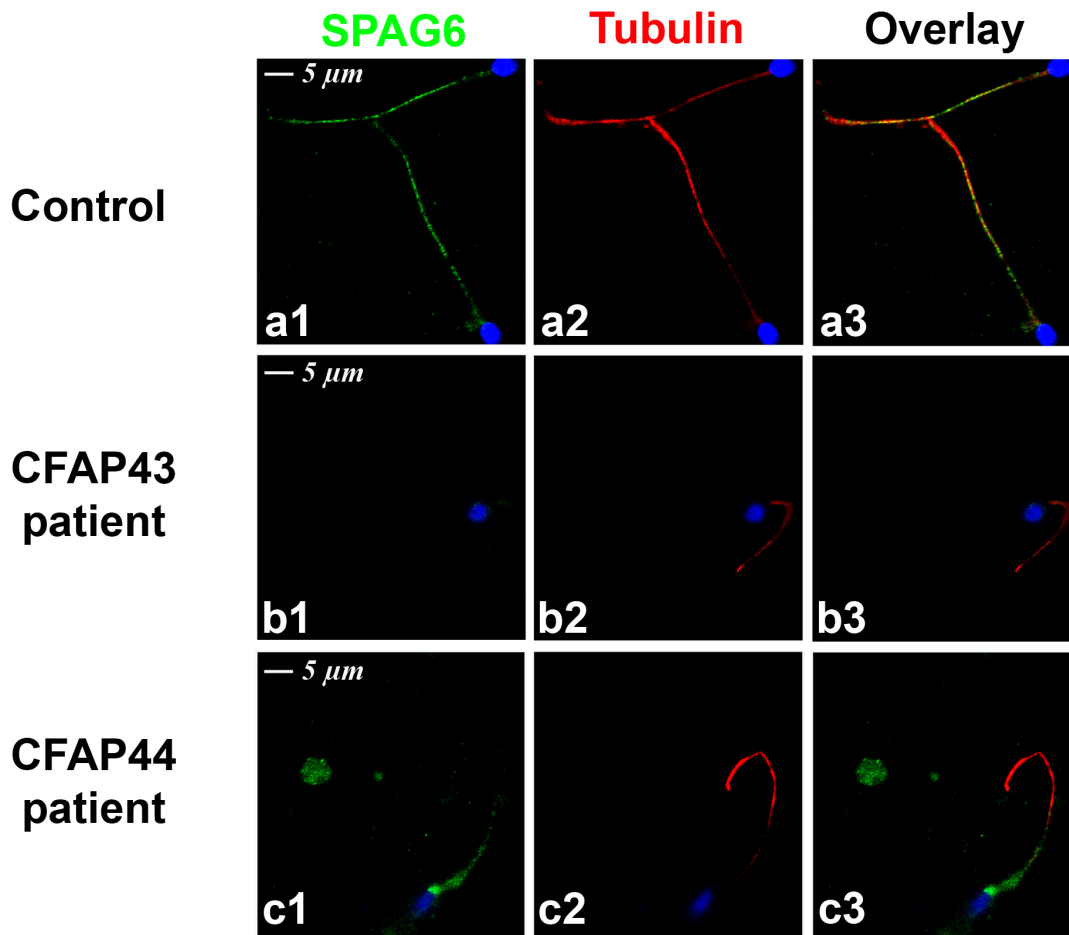 SPAG6 Tubulin Overlay
Control
5 µm
a1 a2 a3
CFAP43
patient
5 µm
b1 b2 b3
CFAP44
patient
5 µm
c1 c2 c3